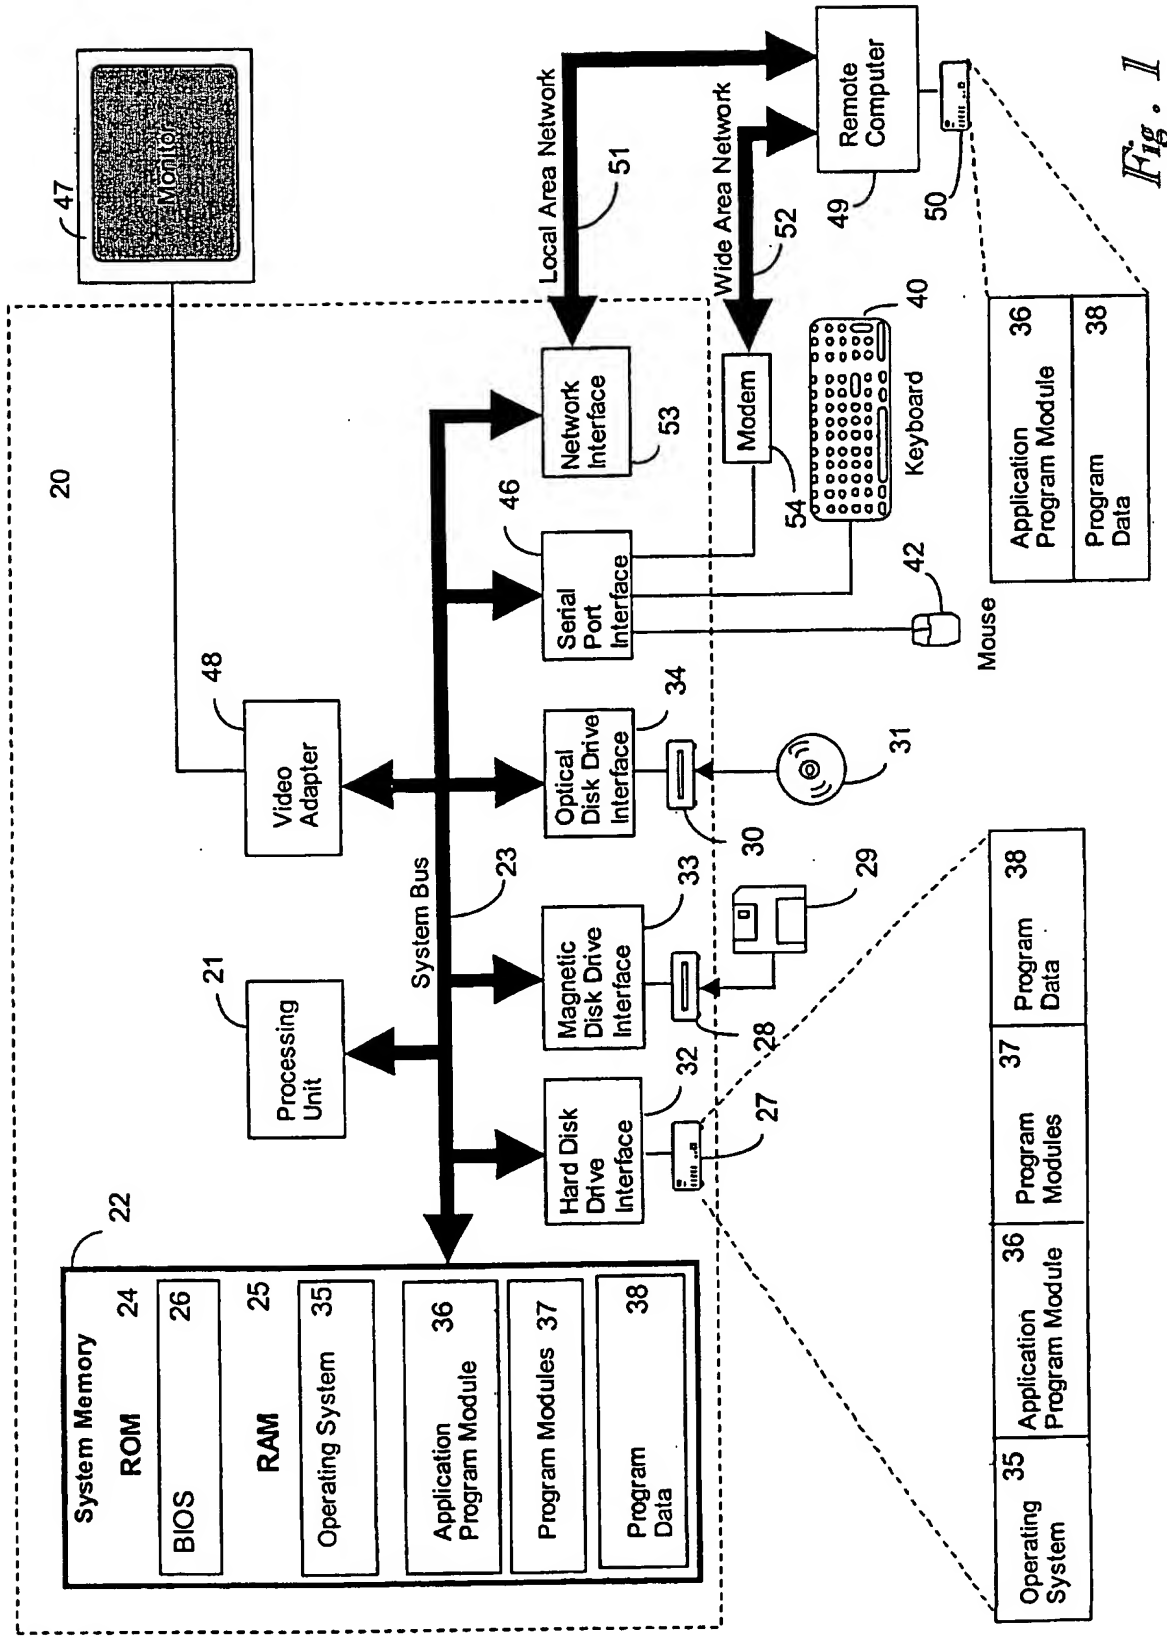 20
47
Monitor
22
System Memory
ROM 24
BIOS 26
RAM 25
Operating System 35
Application
Program Module 36
Program Modules 37
Program
Data 38
21
Processing
Unit
48
Video
Adapter
System Bus
23
Hard Disk
Drive
Interface
32
Magnetic
Disk Drive
Interface
33
Optical
Disk Drive
Interface
34
Serial
Port
Interface
46
Network
Interface
53
Local Area Network
51
27
28
30
29
31
Modem
54
Wide Area Network
52
Mouse
42
Keyboard
40
Remote
Computer
49
50
Operating
System
35
Application
Program Module
36
Program
Modules
37
Program
Data
38
Application
Program Module
36
Program
Data
38
Fig. 1